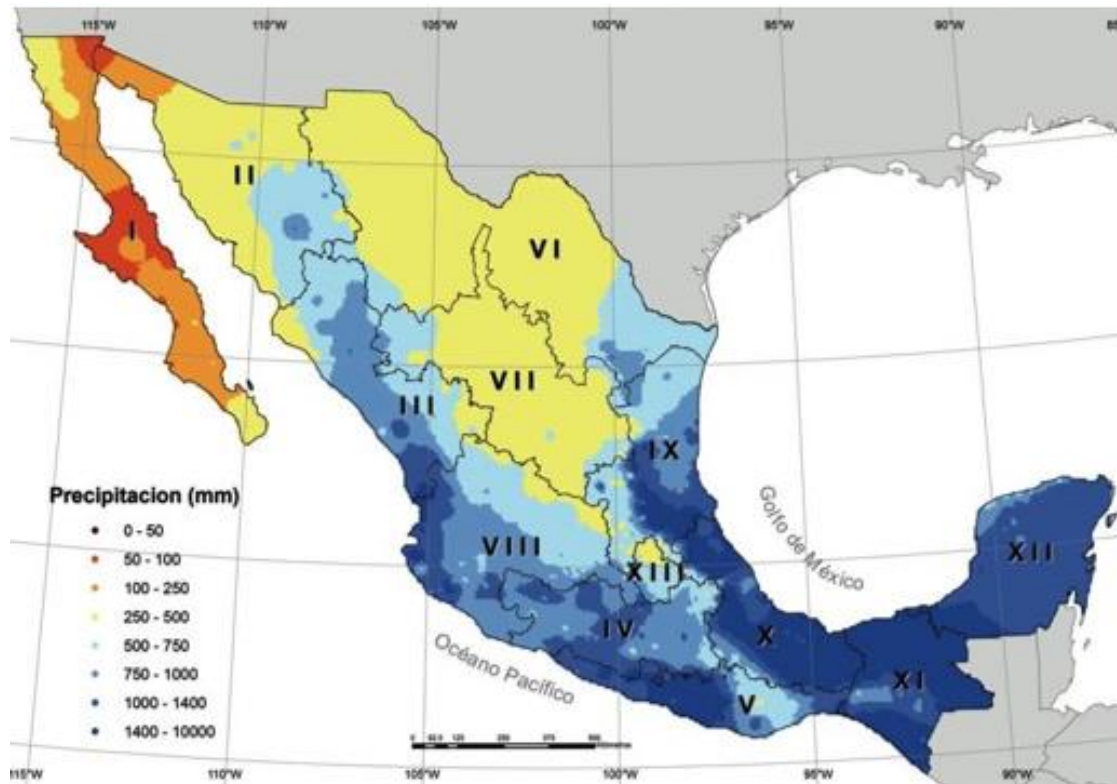 115°W 110°W 105°W 100°W 95°W 90°W
I
II
III
IV
V
VI
VII
VIII
IX
X
XI
XII
XIII
Golfo de México
Océano Pacífico
Precipitacion (mm)
0 - 50
50 - 100
100 - 250
250 - 500
500 - 750
750 - 1000
1000 - 1400
1400 - 10000
115°W 110°W 105°W 100°W 95°W 90°W